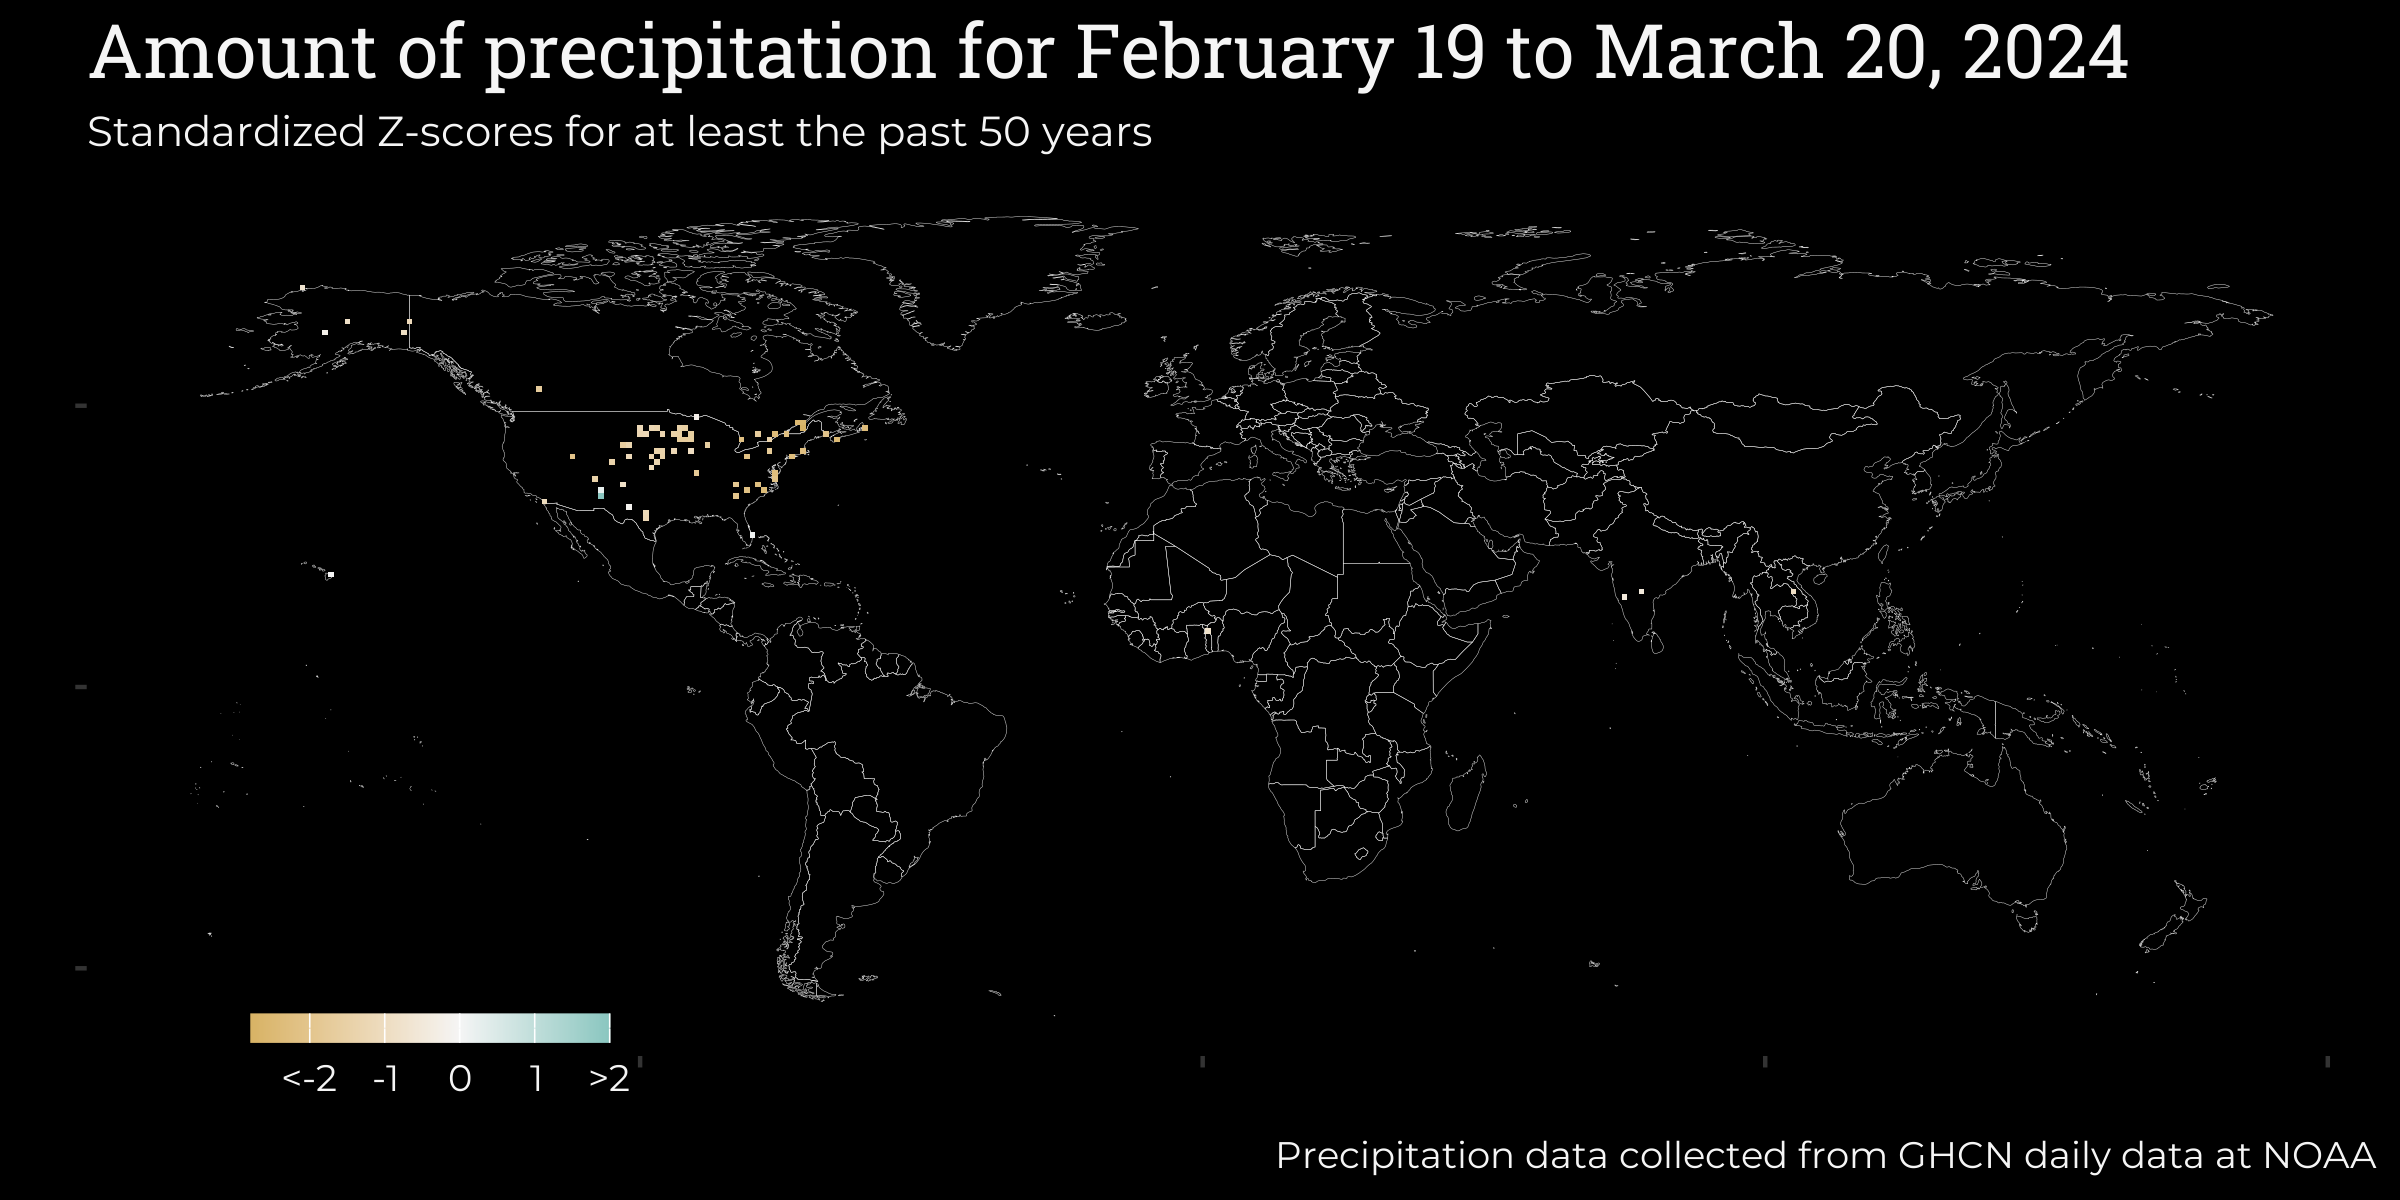 Amount of precipitation for February 19 to March 20, 2024
Standardized Z-scores for at least the past 50 years
<-2 -1 0 1 >2
Precipitation data collected from GHCN daily data at NOAA